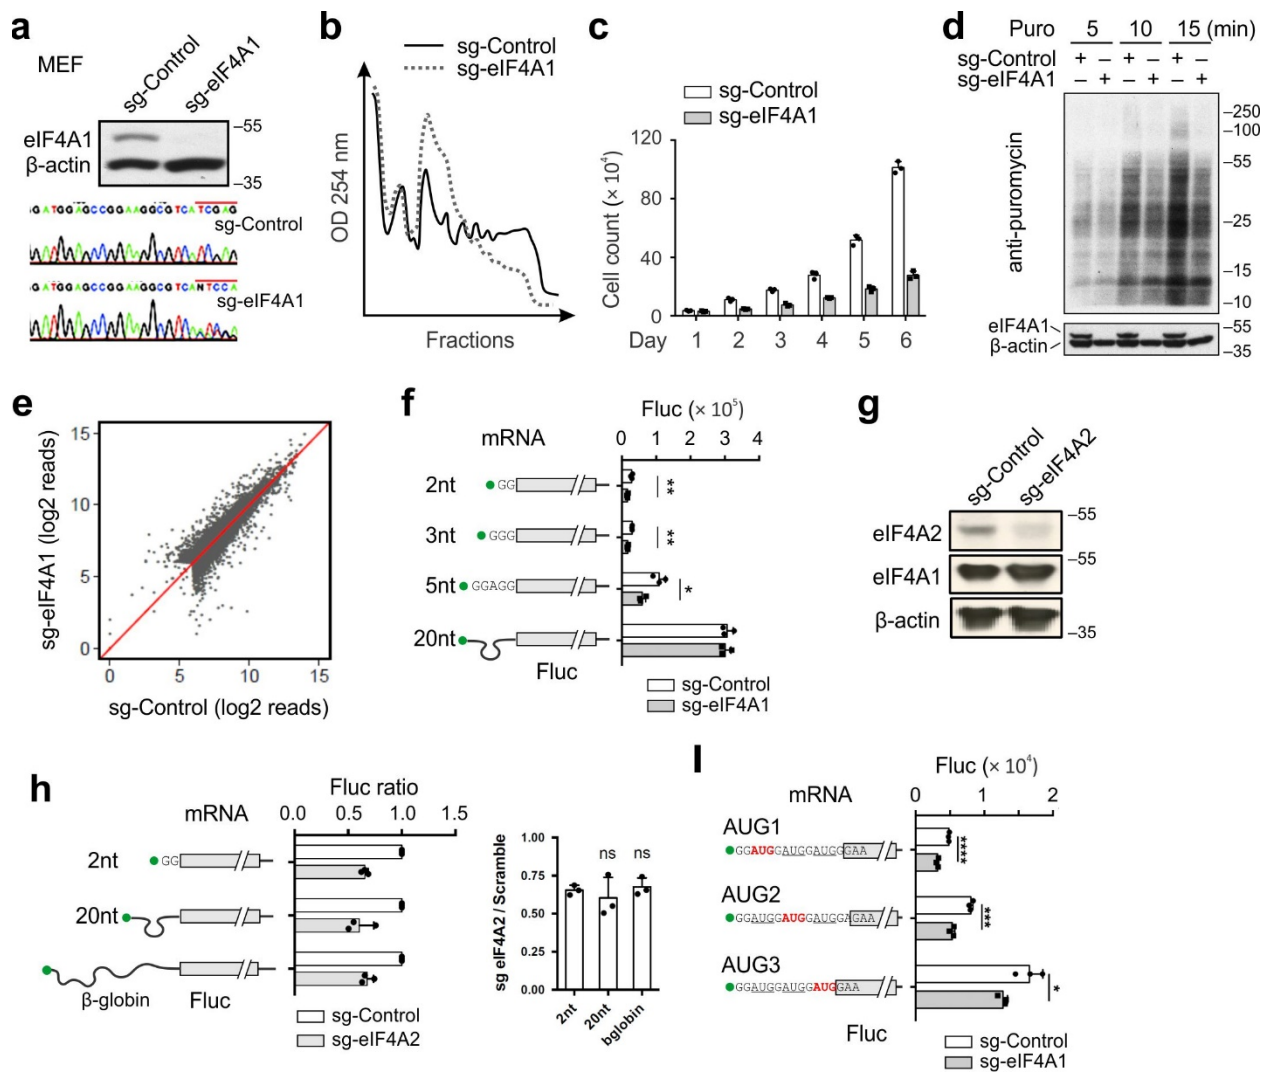 a
MEF
sg-Control
sg-eIF4A1
eIF4A1
β-actin
–55
–35
GATGGAGCCGGAAGGCGTCATCGAG
sg-Control
GATGGAGCCGGAAGGCGTCANTCCA
sg-eIF4A1
b
sg-Control
sg-eIF4A1
OD 254 nm
Fractions
c
sg-Control
sg-eIF4A1
Cell count (× 10⁴)
120
80
40
0
Day 1 2 3 4 5 6
d
Puro 5 10 15 (min)
sg-Control + – + – + –
sg-eIF4A1 – + – + – +
anti-puromycin
–250
–100
–55
–25
–15
–10
eIF4A1
β-actin
–55
–35
e
sg-eIF4A1 (log2 reads)
15
10
5
0
0 5 10 15
sg-Control (log2 reads)
f
Fluc (× 10⁵)
mRNA
0 1 2 3 4
2nt GG **
3nt GGG **
5nt GGAGG *
20nt
Fluc
sg-Control
sg-eIF4A1
g
sg-Control
sg-eIF4A2
eIF4A2
eIF4A1
β-actin
–55
–55
–35
h
Fluc ratio
mRNA
0.0 0.5 1.0 1.5
2nt GG
20nt
β-globin
Fluc
sg-Control
sg-eIF4A2
sg eIF4A2 / Scramble
1.00
0.75
0.50
0.25
0.00
ns ns
2nt 20nt bglobin
I
Fluc (× 10⁴)
mRNA
0 1 2
AUG1
GGAUGGAUGGAUGGGAA ****
AUG2
GGAUGGAUGGAUGGAGAA ***
AUG3
GGAUGGAUGGAUGGAA *
Fluc
sg-Control
sg-eIF4A1